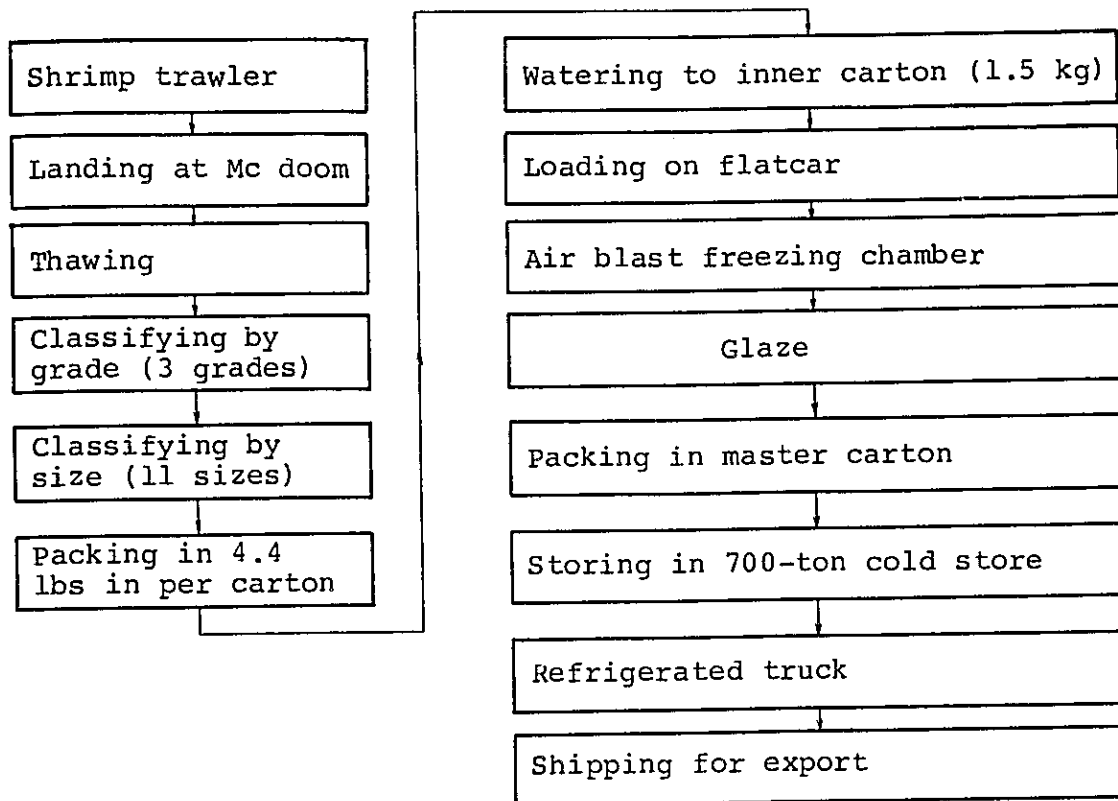 Shrimp trawler
Landing at Mc doom
Thawing
Classifying by
grade (3 grades)
Classifying by
size (11 sizes)
Packing in 4.4
lbs in per carton
Watering to inner carton (1.5 kg)
Loading on flatcar
Air blast freezing chamber
Glaze
Packing in master carton
Storing in 700-ton cold store
Refrigerated truck
Shipping for export